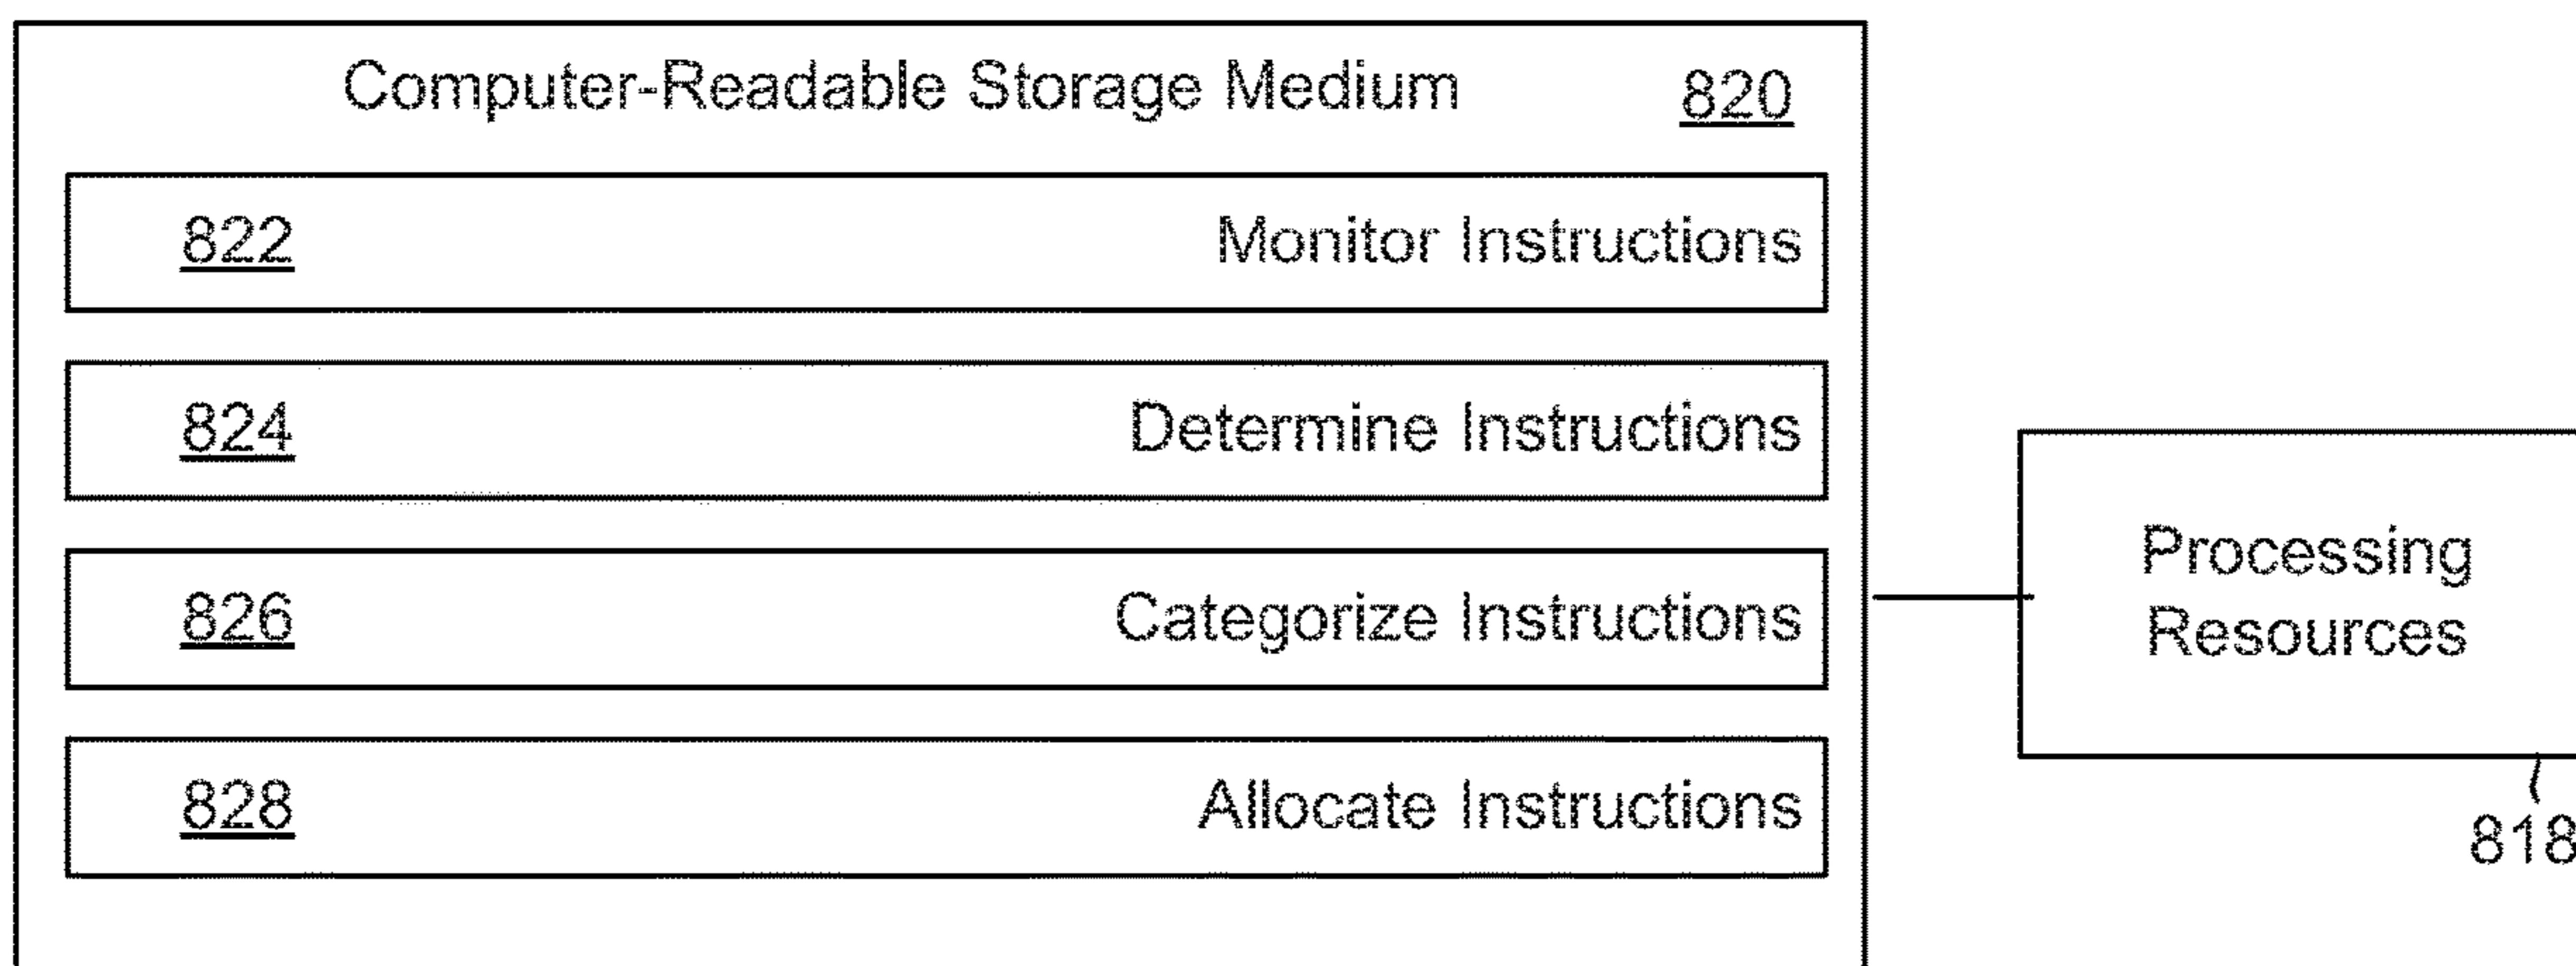 Computer-Readable Storage Medium 820
822 Monitor Instructions
824 Determine Instructions
826 Categorize Instructions
828 Allocate Instructions
Processing
Resources
818